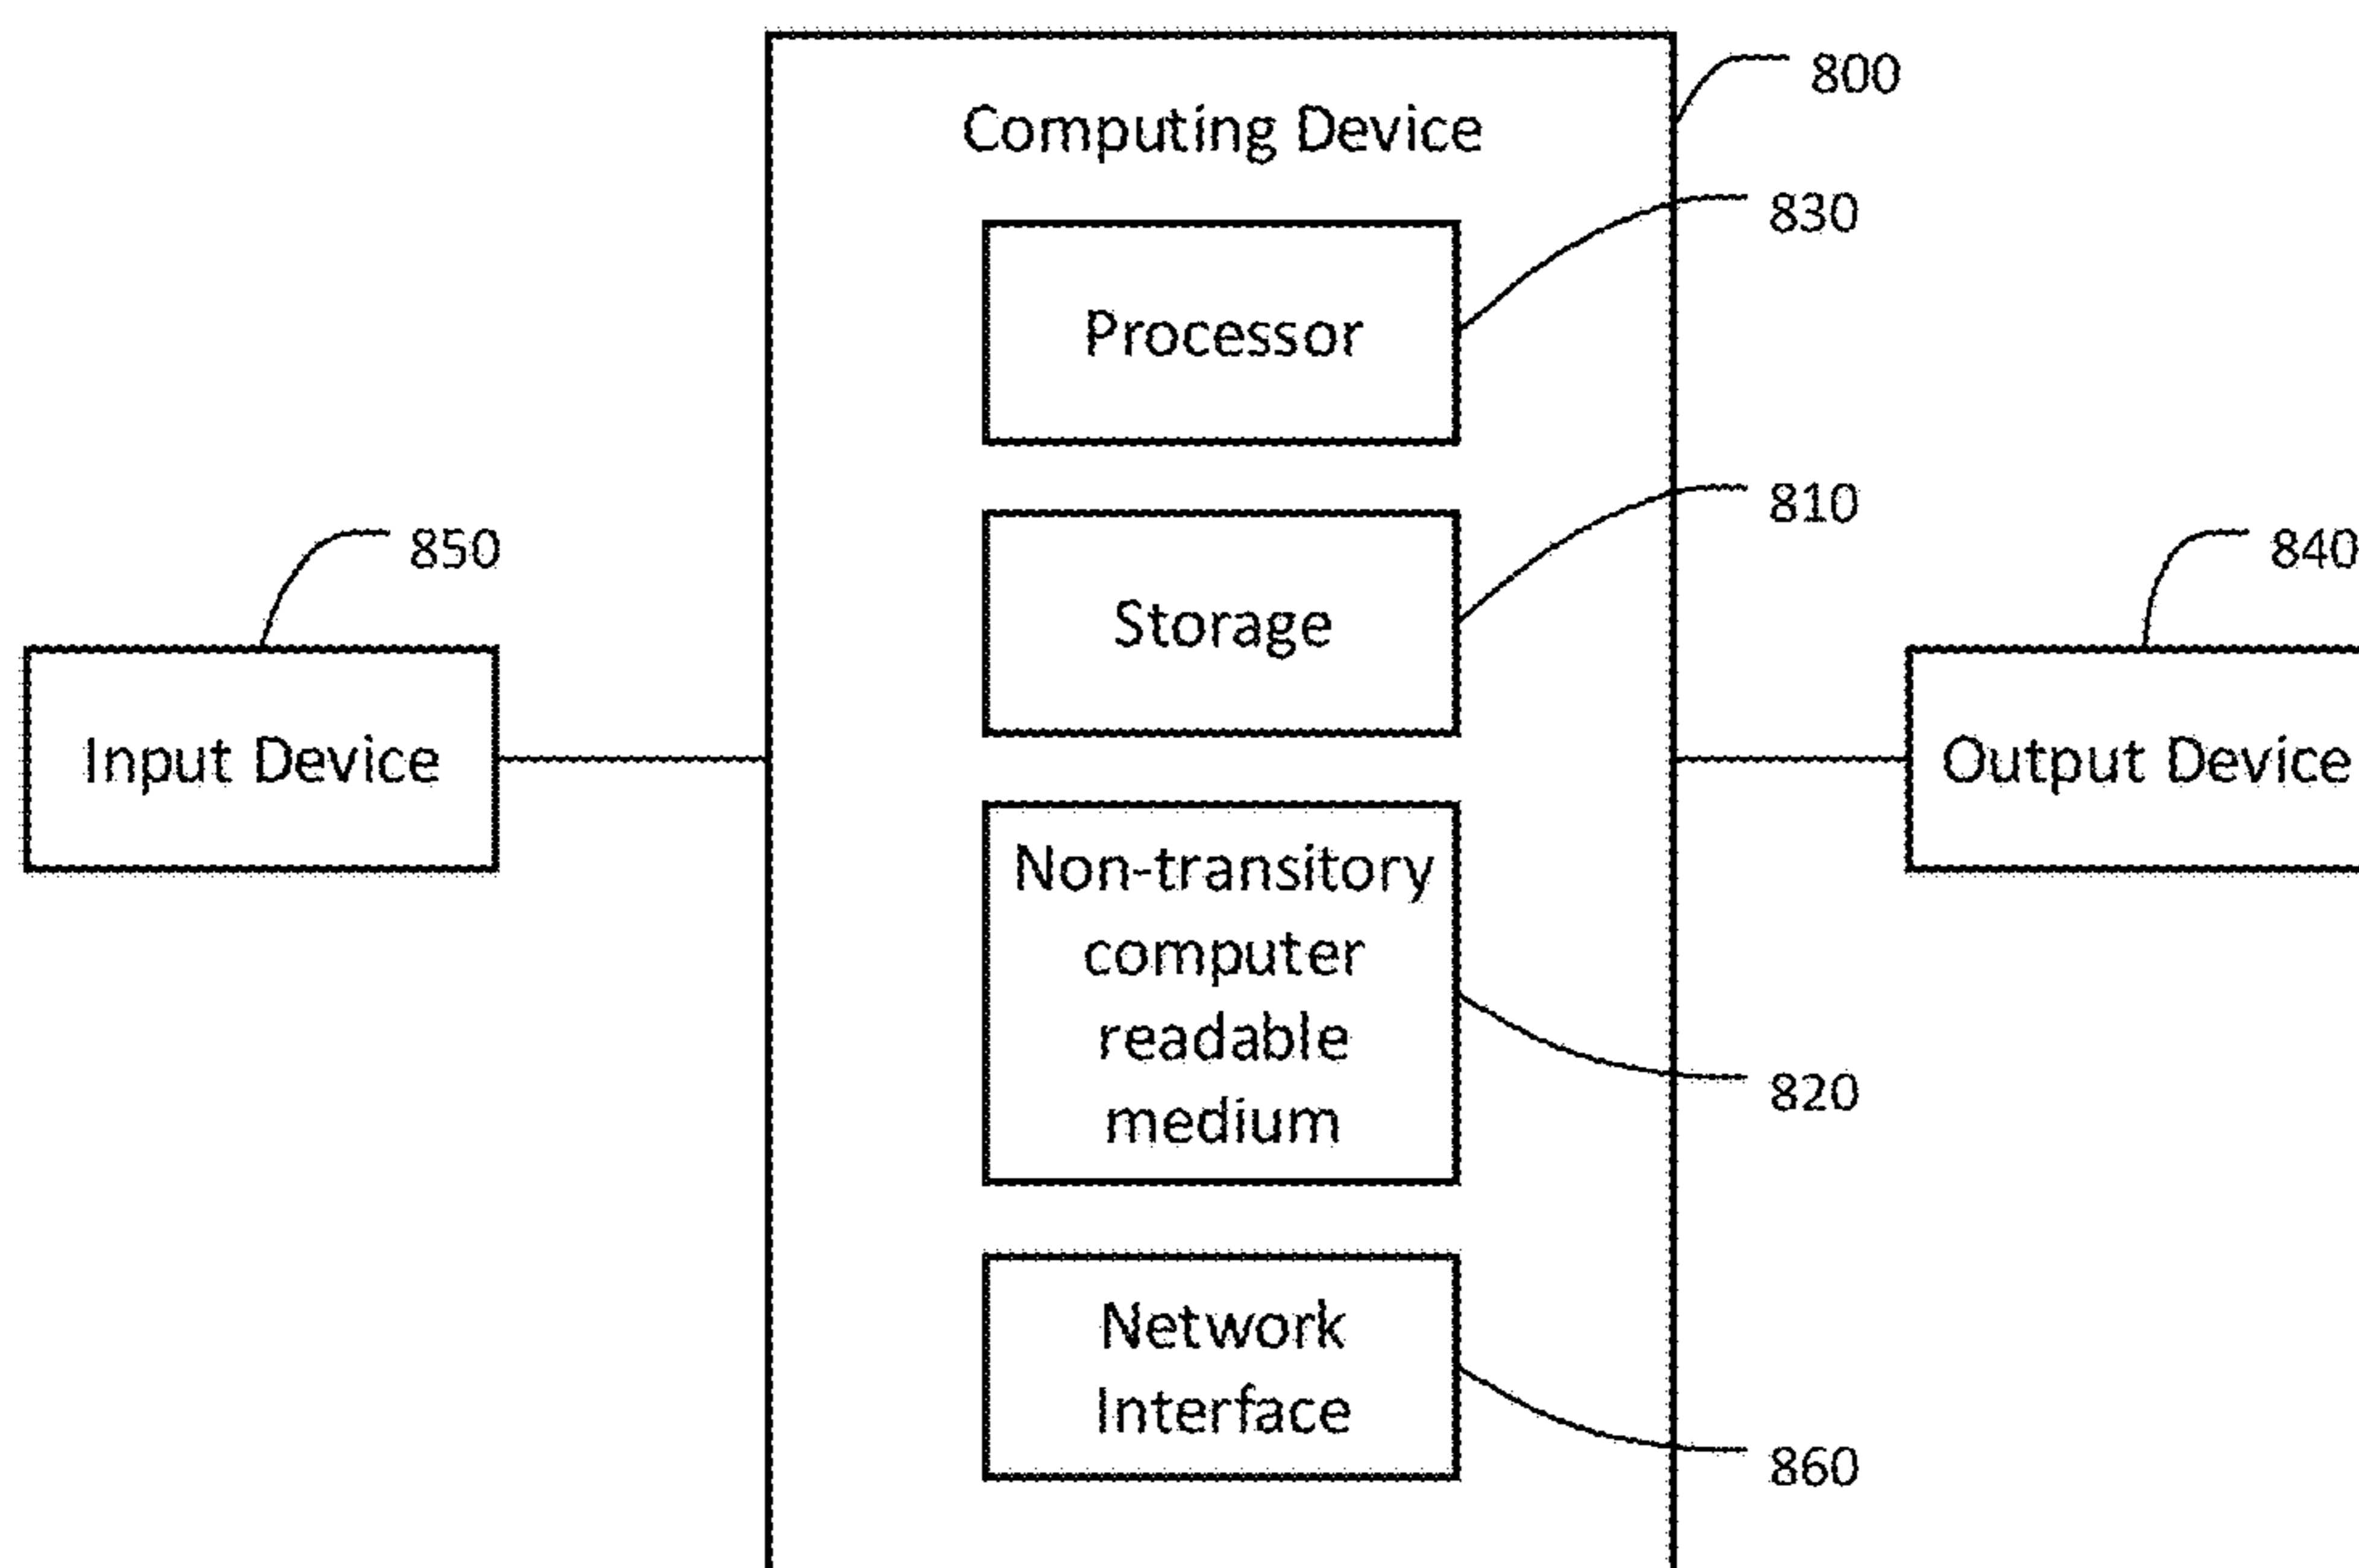 800
Computing Device
830
Processor
810
Storage
850
Input Device
840
Output Device
Non-transitory
computer
readable
medium
820
Network
Interface
860